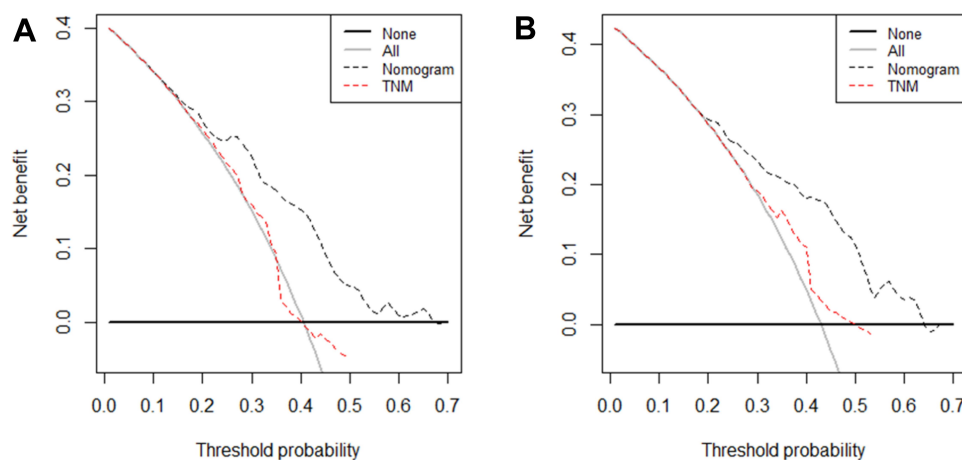 A
None
All
Nomogram
TNM
Net benefit
0.4
0.3
0.2
0.1
0.0
0.0 0.1 0.2 0.3 0.4 0.5 0.6 0.7
Threshold probability
B
None
All
Nomogram
TNM
Net benefit
0.4
0.3
0.2
0.1
0.0
0.0 0.1 0.2 0.3 0.4 0.5 0.6 0.7
Threshold probability